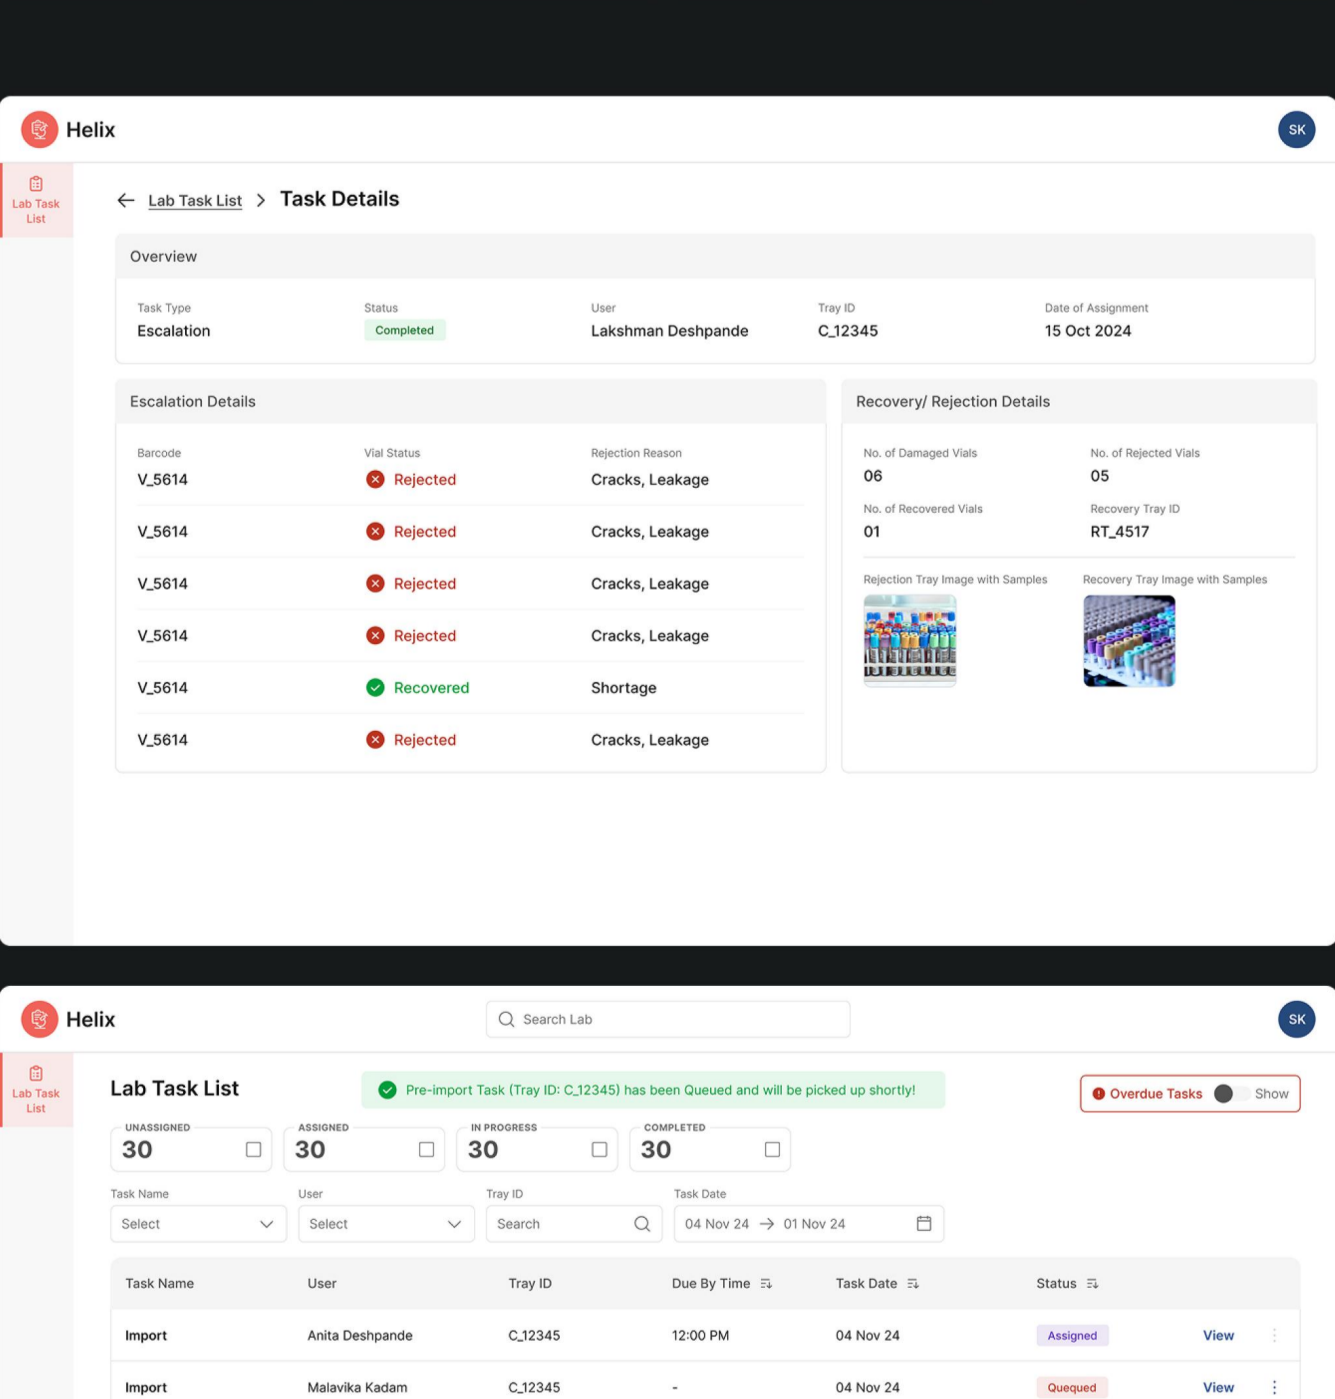 Helix
SK
Lab Task
List
Lab Task List > Task Details
Overview
Task Type Status User Tray ID Date of Assignment
Escalation Completed Lakshman Deshpande C_12345 15 Oct 2024
Escalation Details
Barcode Vial Status Rejection Reason
V_5614 Rejected Cracks, Leakage
V_5614 Rejected Cracks, Leakage
V_5614 Rejected Cracks, Leakage
V_5614 Rejected Cracks, Leakage
V_5614 Recovered Shortage
V_5614 Rejected Cracks, Leakage
Recovery/ Rejection Details
No. of Damaged Vials No. of Rejected Vials
06 05
No. of Recovered Vials Recovery Tray ID
01 RT_4517
Rejection Tray Image with Samples Recovery Tray Image with Samples
Helix
Search Lab
SK
Lab Task
List
Lab Task List
Pre-import Task (Tray ID: C_12345) has been Queued and will be picked up shortly!
Overdue Tasks Show
UNASSIGNED ASSIGNED IN PROGRESS COMPLETED
30 30 30 30
Task Name User Tray ID Task Date
Select Select Search 04 Nov 24 → 01 Nov 24
Task Name User Tray ID Due By Time Task Date Status
Import Anita Deshpande C_12345 12:00 PM 04 Nov 24 Assigned View
Import Malavika Kadam C_12345 - 04 Nov 24 Quequed View